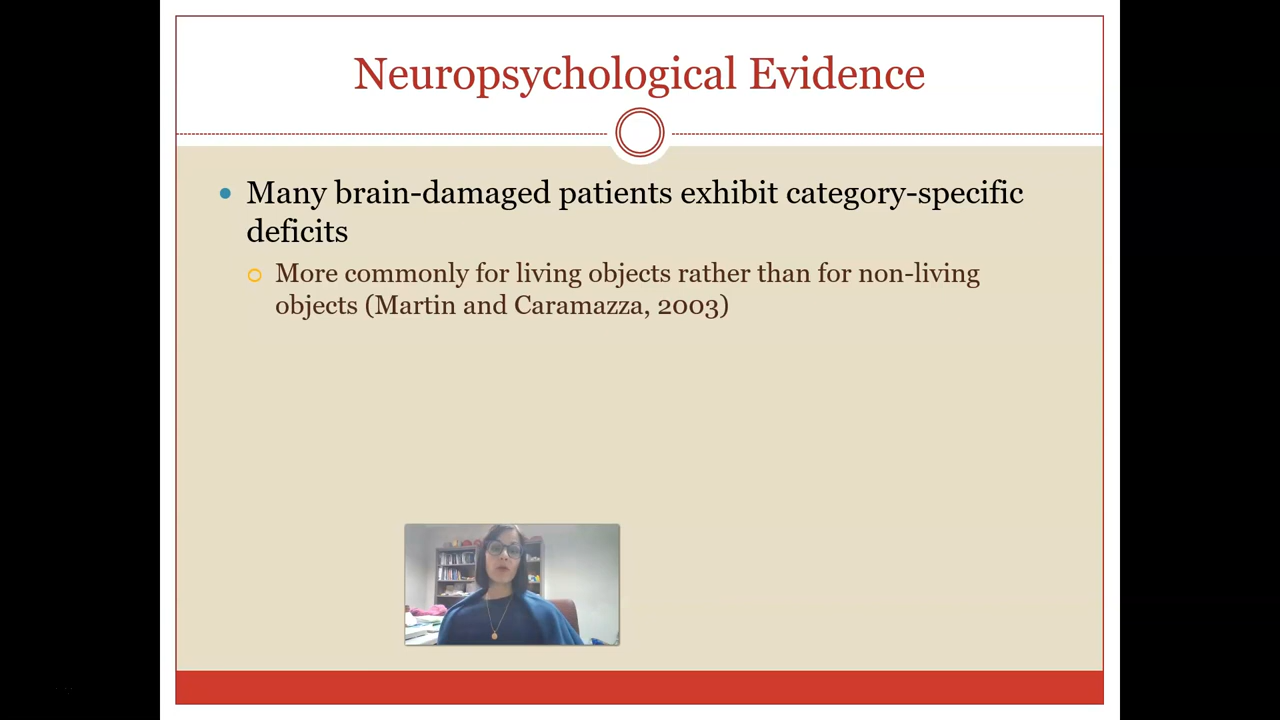 Neuropsychological Evidence
Many brain-damaged patients exhibit category-specific
deficits
More commonly for living objects rather than for non-living
objects (Martin and Caramazza, 2003)